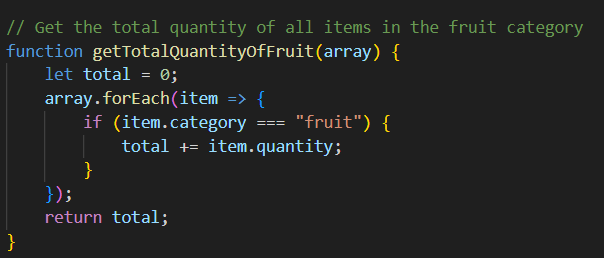 // Get the total quantity of all items in the fruit category
function getTotalQuantityOfFruit(array) {
    let total = 0;
    array.forEach(item => {
        if (item.category === "fruit") {
            total += item.quantity;
        }
    });
    return total;
}